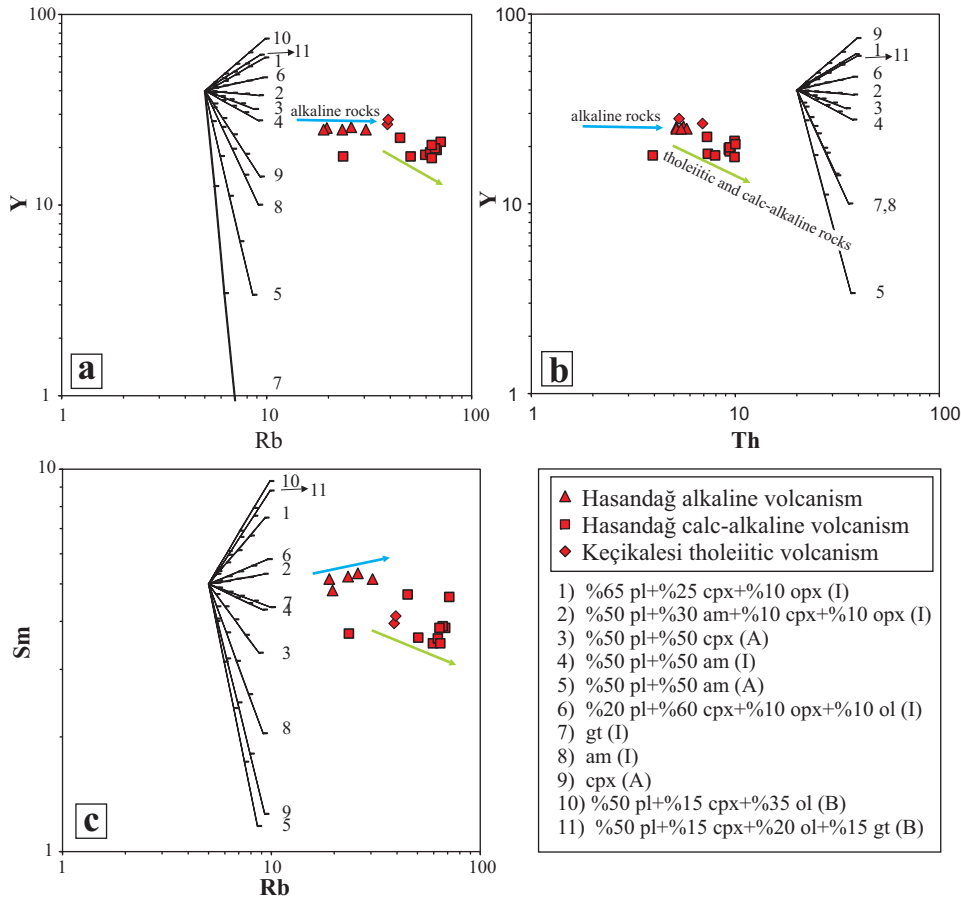 100
10
11
1
6
2
3
4
alkaline rocks
Y
10
9
8
5
a
7
1
1
10
100
Rb
100
9
1
11
6
2
3
4
alkaline rocks
tholeiitic and calc-alkaline rocks
Y
10
7,8
5
b
1
1
10
100
Th
10
10
11
1
6
2
7
4
3
Sm
8
9
5
c
1
1
10
100
Rb
Hasandağ alkaline volcanism
Hasandağ calc-alkaline volcanism
Keçikalesi tholeiitic volcanism
1) %65 pl+%25 cpx+%10 opx (I)
2) %50 pl+%30 am+%10 cpx+%10 opx (I)
3) %50 pl+%50 cpx (A)
4) %50 pl+%50 am (I)
5) %50 pl+%50 am (A)
6) %20 pl+%60 cpx+%10 opx+%10 ol (I)
7) gt (I)
8) am (I)
9) cpx (A)
10) %50 pl+%15 cpx+%35 ol (B)
11) %50 pl+%15 cpx+%20 ol+%15 gt (B)